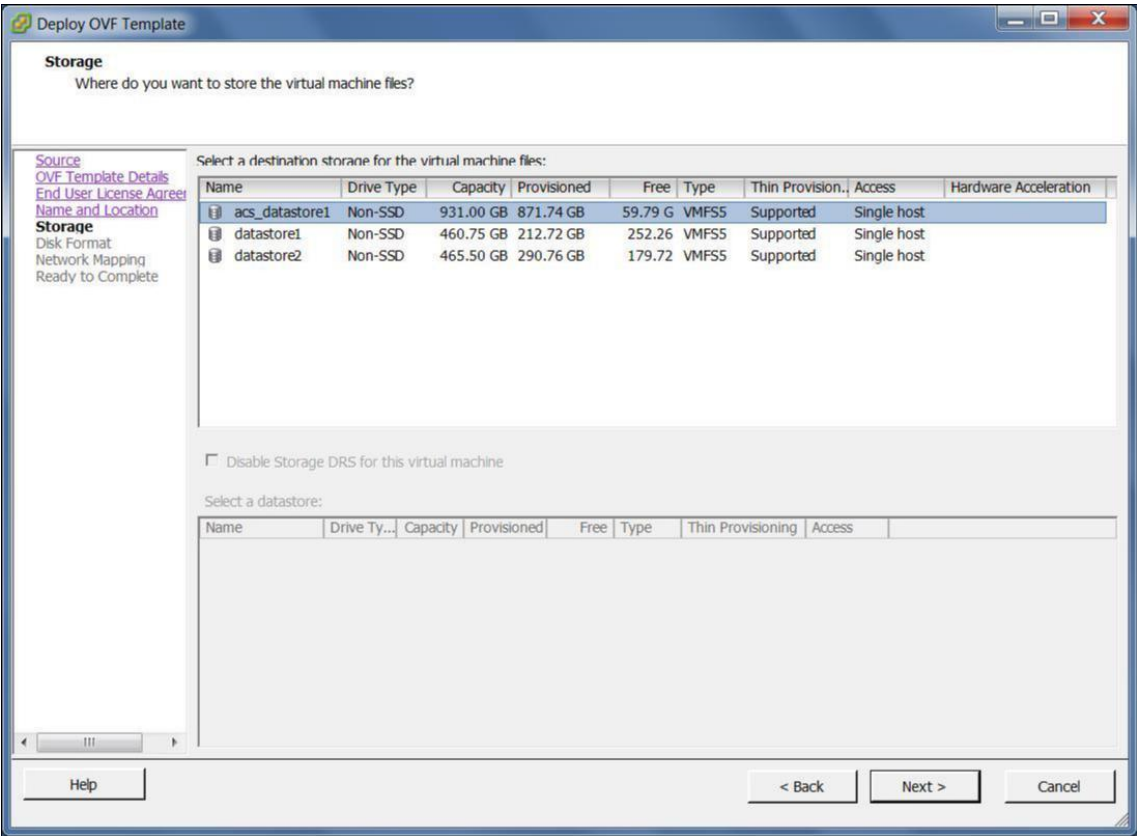 Deploy OVF Template
Storage
Where do you want to store the virtual machine files?
Source
OVF Template Details
End User License Agreer
Name and Location
Storage
Disk Format
Network Mapping
Ready to Complete
Select a destination storage for the virtual machine files:
Name Drive Type Capacity Provisioned Free Type Thin Provision.. Access Hardware Acceleration
acs_datastore1 Non-SSD 931.00 GB 871.74 GB 59.79 G VMFS5 Supported Single host
datastore1 Non-SSD 460.75 GB 212.72 GB 252.26 VMFS5 Supported Single host
datastore2 Non-SSD 465.50 GB 290.76 GB 179.72 VMFS5 Supported Single host
Disable Storage DRS for this virtual machine
Select a datastore:
Name Drive Ty... Capacity Provisioned Free Type Thin Provisioning Access
Help < Back Next > Cancel